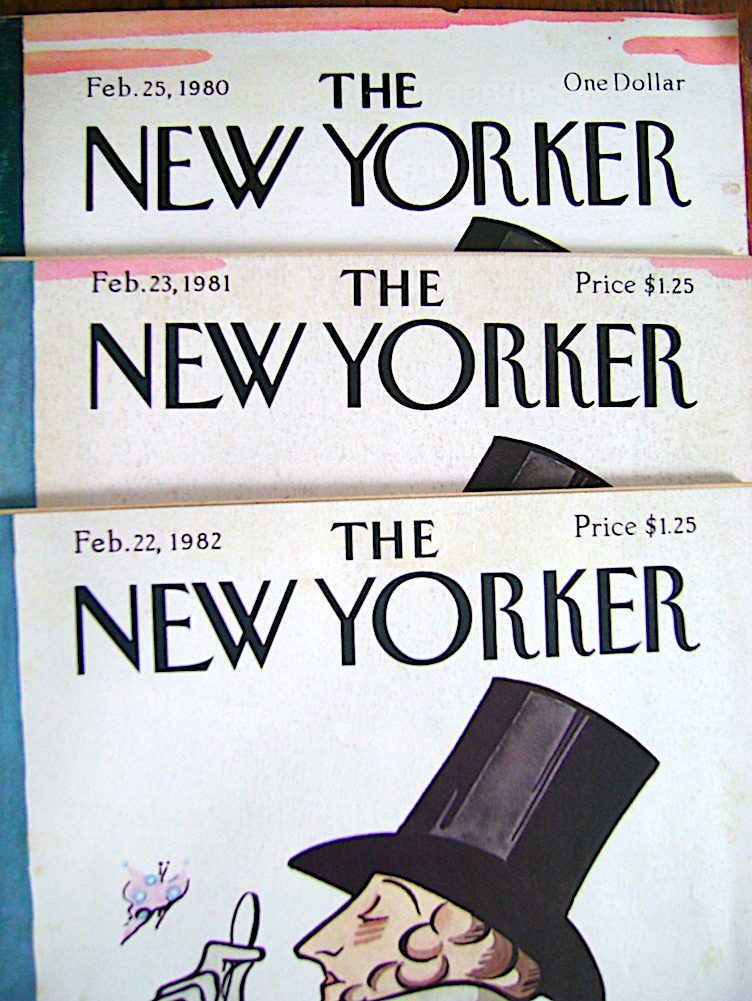 Feb. 25, 1980 THE One Dollar
NEW YORKER
Feb. 23, 1981 THE Price $1.25
NEW YORKER
Feb. 22, 1982 THE Price $1.25
NEW YORKER